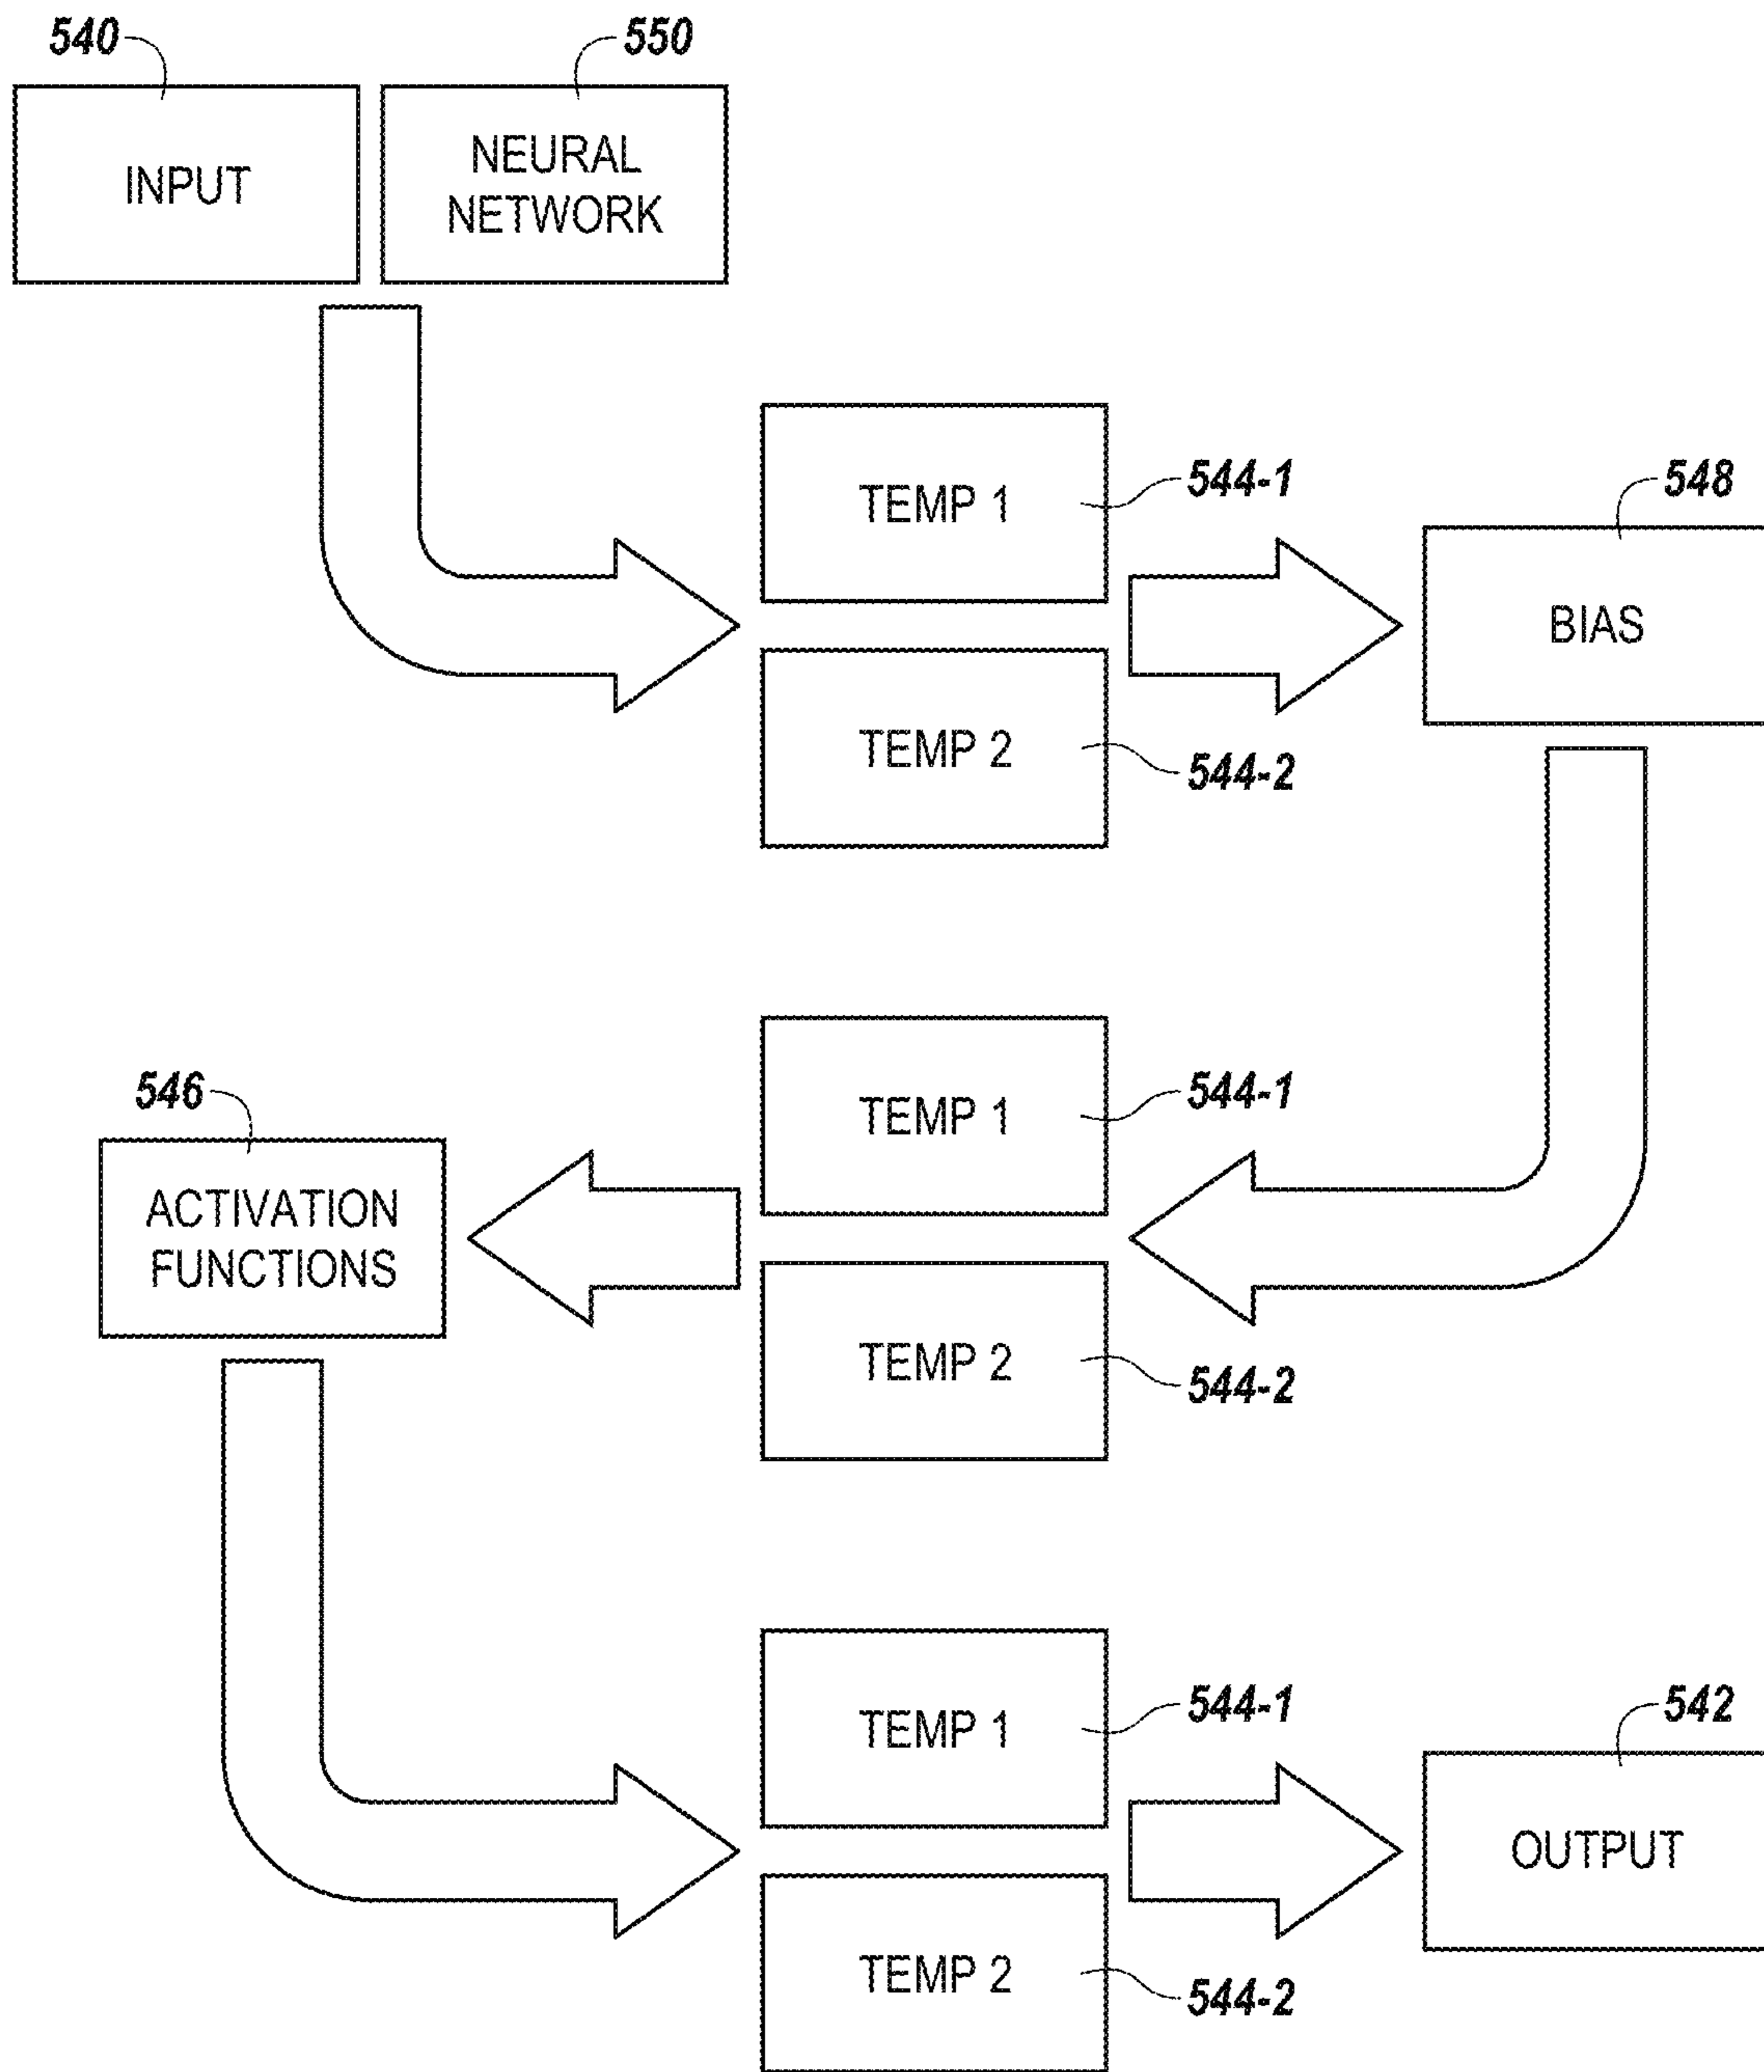 540
550
INPUT
NEURAL
NETWORK
TEMP 1
544-1
548
BIAS
TEMP 2
544-2
TEMP 1
544-1
546
ACTIVATION
FUNCTIONS
TEMP 2
544-2
TEMP 1
544-1
542
OUTPUT
TEMP 2
544-2